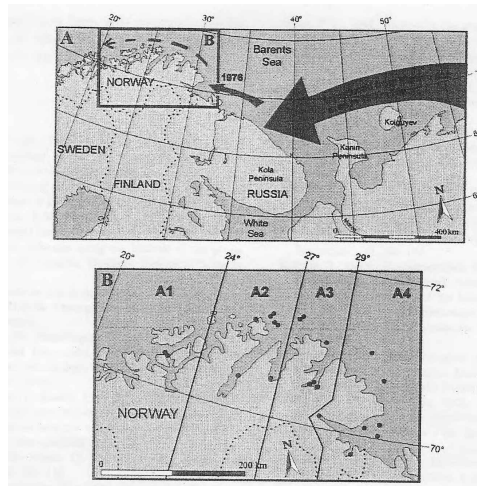 20° 30° 40° 50°
A B
Barents
Sea
NORWAY
1976
Kolguyev
Kanin
Peninsula
SWEDEN
Kola
Peninsula
FINLAND
RUSSIA
White
Sea
N
0 400 km
20° 24° 27° 29°
B
A1 A2 A3 A4
72°
NORWAY
70°
N
0 200 km